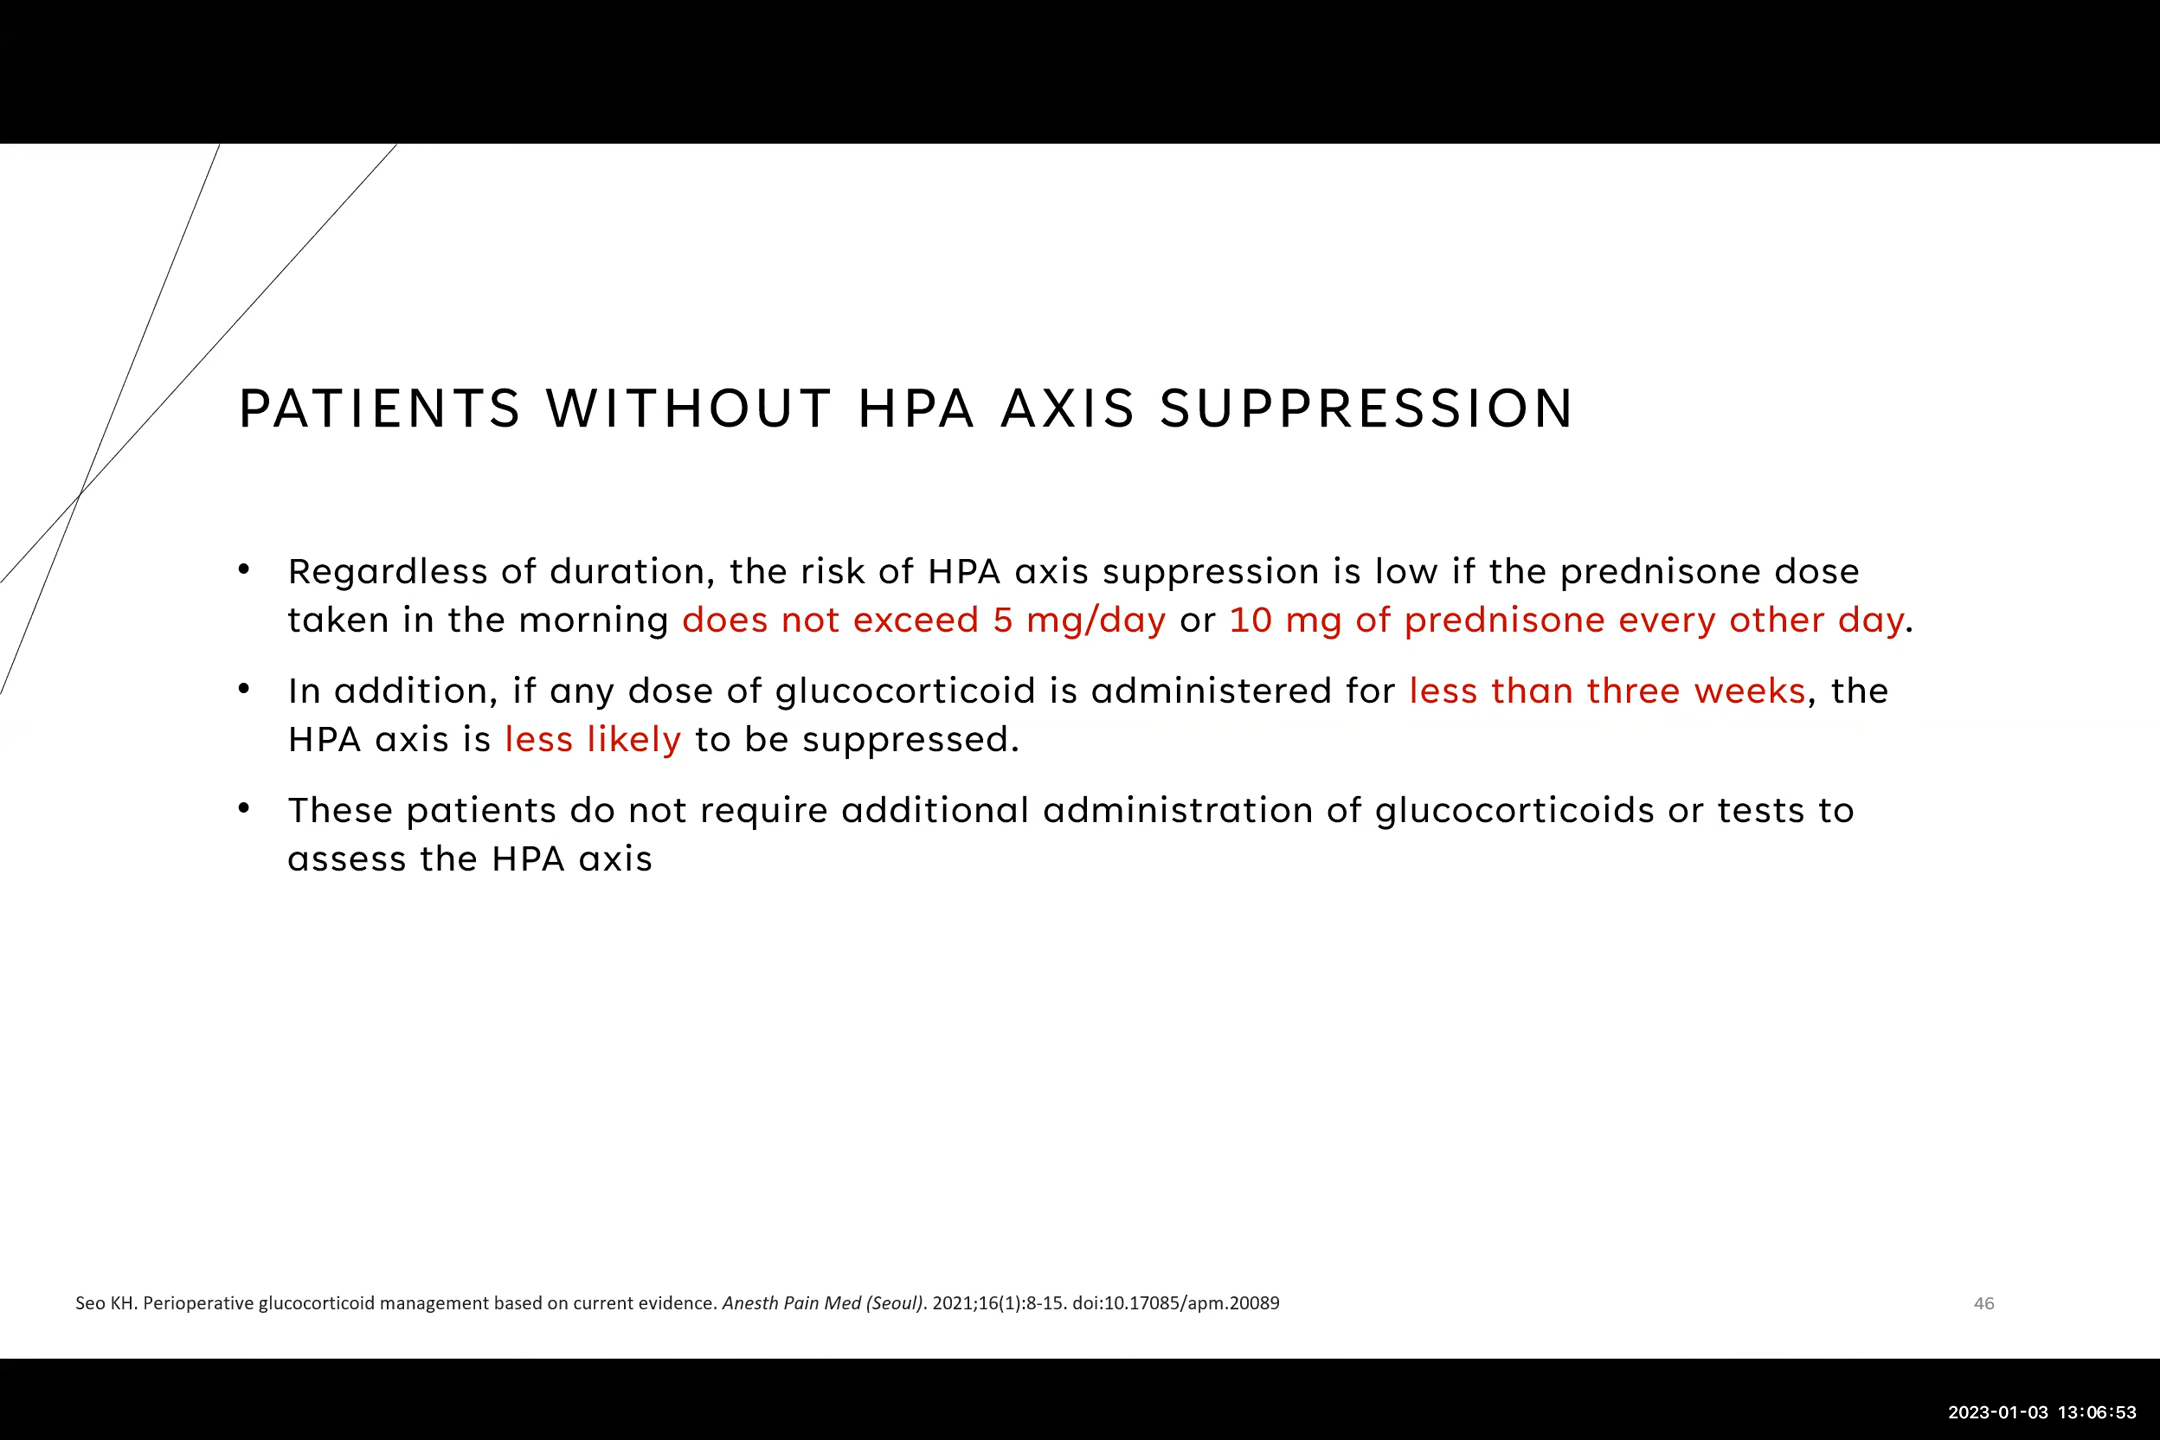 PATIENTS WITHOUT HPA AXIS SUPPRESSION
• Regardless of duration, the risk of HPA axis suppression is low if the prednisone dose
taken in the morning does not exceed 5 mg/day or 10 mg of prednisone every other day.
• In addition, if any dose of glucocorticoid is administered for less than three weeks, the
HPA axis is less likely to be suppressed.
• These patients do not require additional administration of glucocorticoids or tests to
assess the HPA axis
Seo KH. Perioperative glucocorticoid management based on current evidence. Anesth Pain Med (Seoul). 2021;16(1):8-15. doi:10.17085/apm.20089
46
2023-01-03 13:06:53